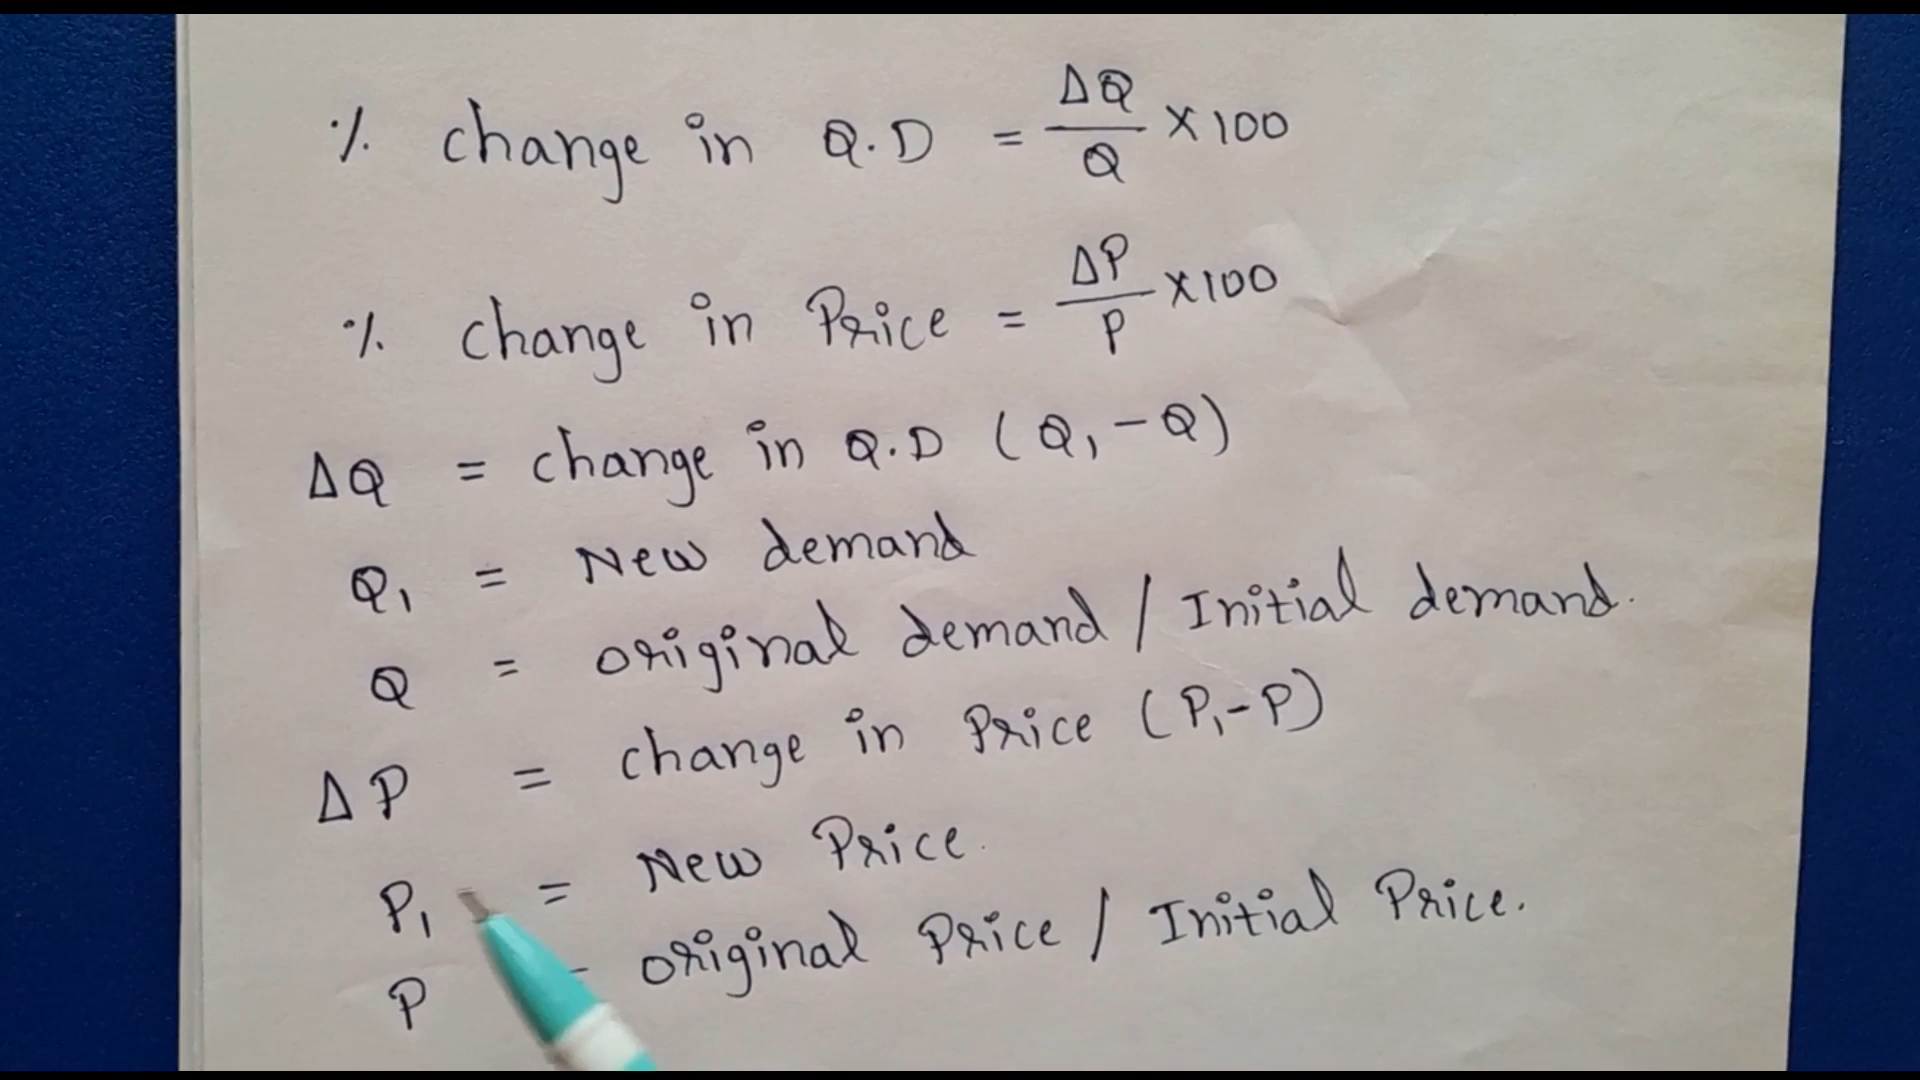 % change in Q.D = ΔQ/Q × 100
% change in Price = ΔP/P × 100
ΔQ = change in Q.D (Q₁ - Q)
Q₁ = New demand
Q = original demand / Initial demand.
ΔP = change in Price (P₁ - P)
P₁ = New Price.
P = original Price / Initial Price.